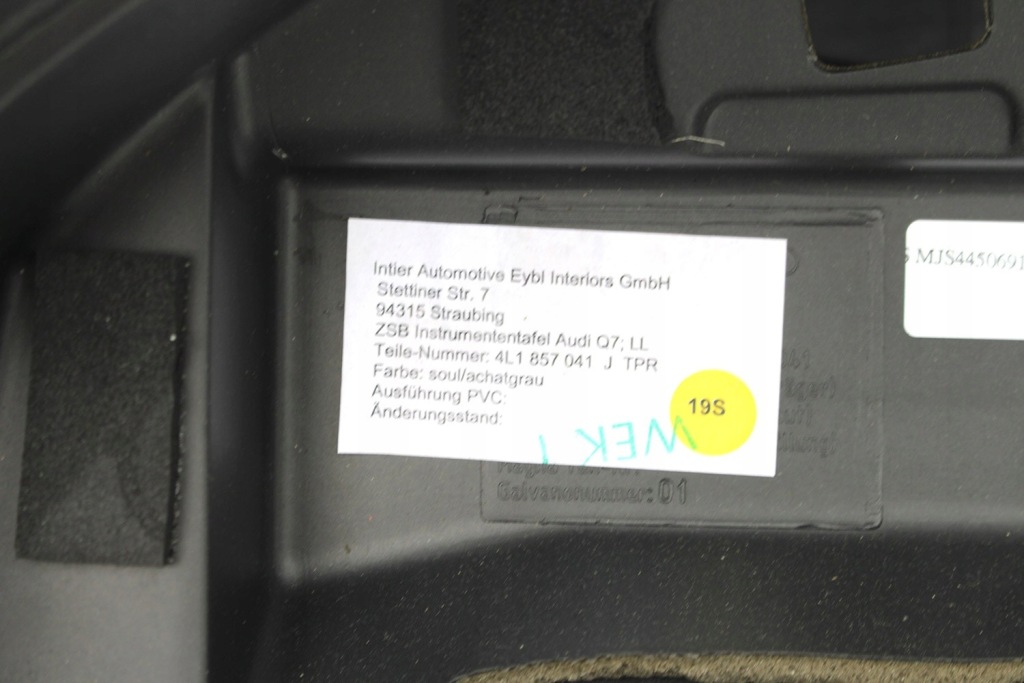 Intier Automotive Eybl Interiors GmbH
Stettiner Str. 7
94315 Straubing
ZSB Instrumententafel Audi Q7; LL
Teile-Nummer: 4L1 857 041 J TPR
Farbe: soul/achatgrau
Ausführung PVC:
Änderungsstand:
19S
WEK 1
MJS4450691
Galvanonummer: 01